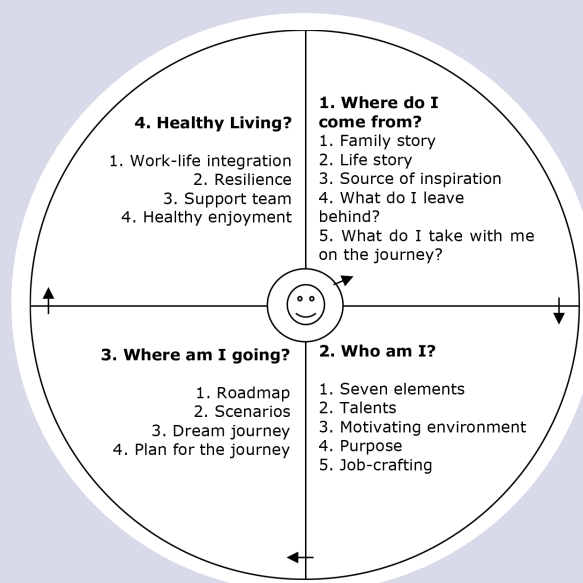 1. Where do I
come from?
1. Family story
2. Life story
3. Source of inspiration
4. What do I leave
behind?
5. What do I take with me
on the journey?
2. Who am I?
1. Seven elements
2. Talents
3. Motivating environment
4. Purpose
5. Job-crafting
3. Where am I going?
1. Roadmap
2. Scenarios
3. Dream journey
4. Plan for the journey
4. Healthy Living?
1. Work-life integration
2. Resilience
3. Support team
4. Healthy enjoyment